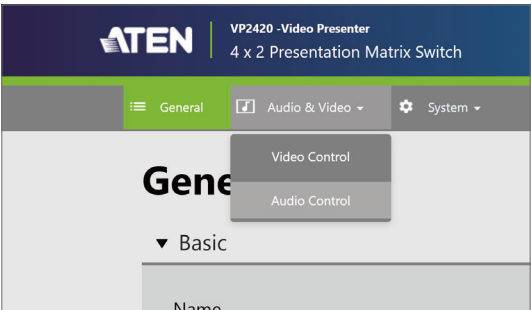 ATEN
VP2420 -Video Presenter
4 x 2 Presentation Matrix Switch
General
Audio & Video
System
Video Control
Audio Control
Gene
Basic
Name